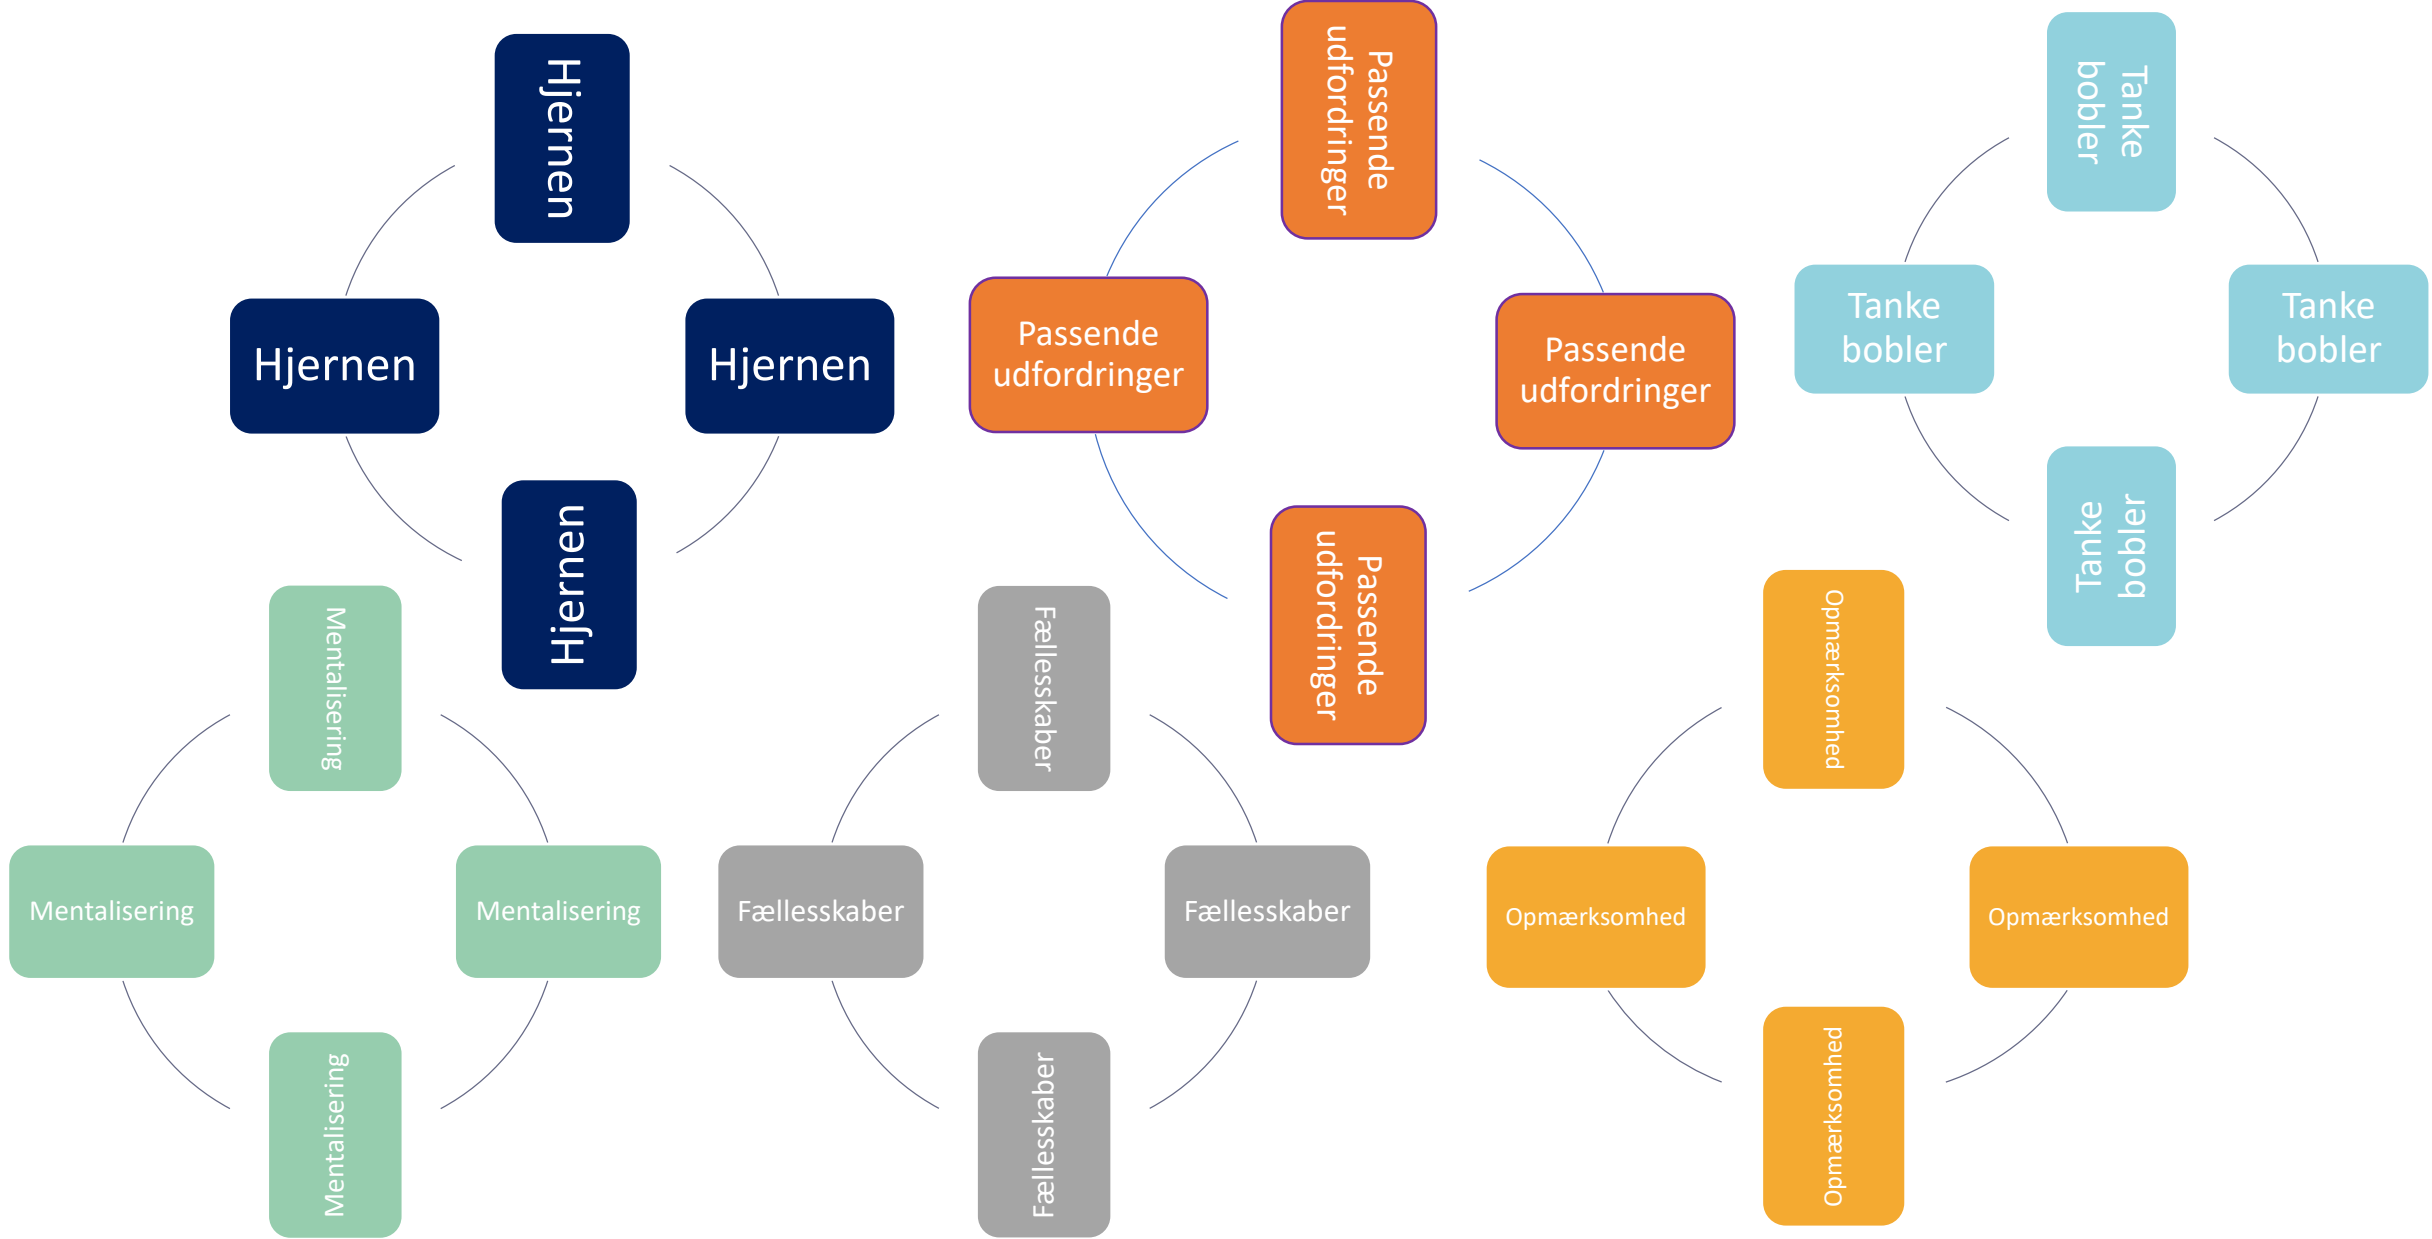 Hjernen
Hjernen
Hjernen
Hjernen
Passende
udfordringer
Passende
udfordringer
Passende
udfordringer
Passende
udfordringer
Tanke
bobler
Tanke
bobler
Tanke
bobler
Tanke
bobler
Mentalisering
Mentalisering
Mentalisering
Mentalisering
Fællesskaber
Fællesskaber
Fællesskaber
Fællesskaber
Opmærksomhed
Opmærksomhed
Opmærksomhed
Opmærksomhed